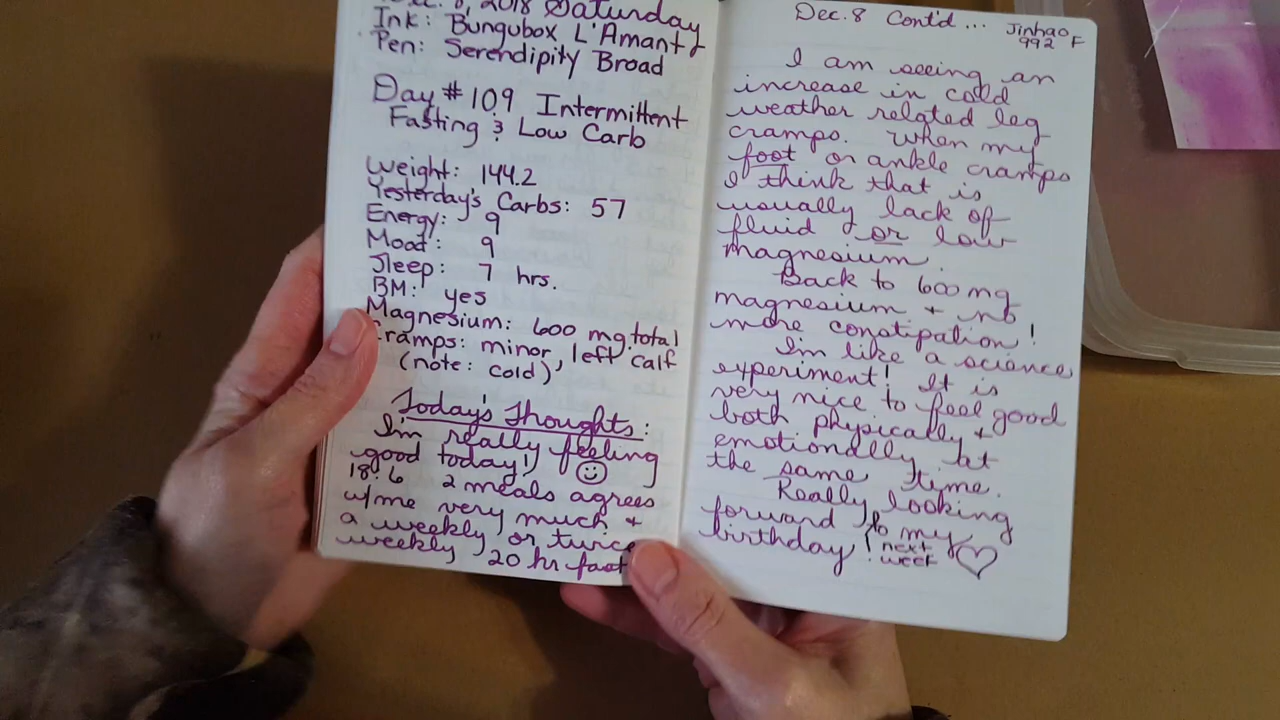 Dec. 8, 2018 Saturday
Ink: Bungubox L'Amant
Pen: Serendipity Broad
Day #109 Intermittent
Fasting & Low Carb
Weight: 144.2
Yesterday's Carbs: 57
Energy: 9
Mood: 9
Sleep: 7 hrs.
BM: yes
Magnesium: 600 mg total
Cramps: minor, left calf
(note: cold)
Today's Thoughts:
I'm really feeling
good today! ☺
18:6 2 meals agrees
w/me very much +
a weekly or twice
weekly 20 hr fast
Dec. 8 Cont'd ...
Jinhao
992 F
I am seeing an
increase in cold
weather related leg
cramps. When my
foot or ankle cramps
I think that is
usually lack of
fluid or low
magnesium.
Back to 600 mg
magnesium + no
more constipation!
I'm like a science
experiment! It is
very nice to feel good
both physically +
emotionally at
the same time.
Really looking
forward to my
birthday! next
week ♡